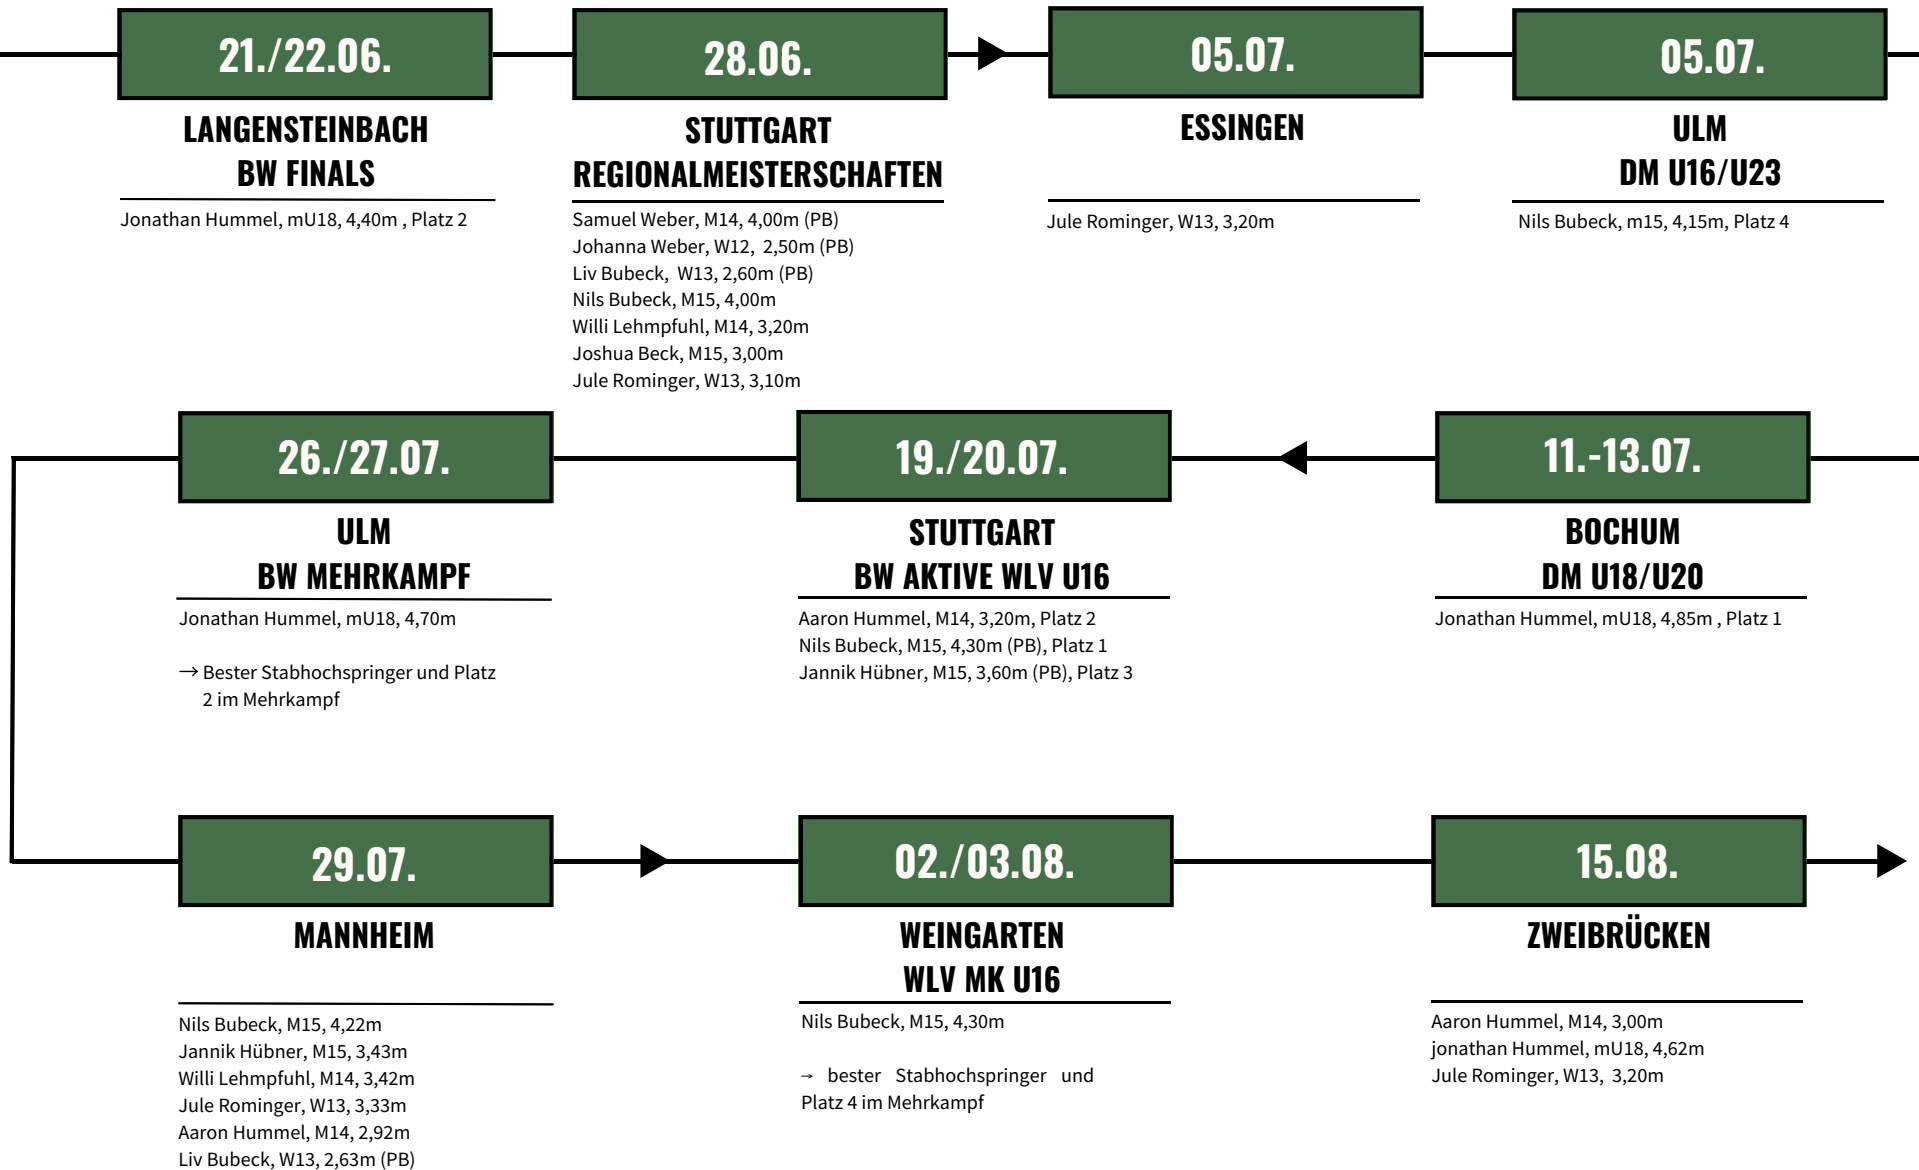 21./22.06.
LANGENSTEINBACH
BW FINALS
Jonathan Hummel, mU18, 4,40m , Platz 2
28.06.
STUTTGART
REGIONALMEISTERSCHAFTEN
Samuel Weber, M14, 4,00m (PB)
Johanna Weber, W12, 2,50m (PB)
Liv Bubeck, W13, 2,60m (PB)
Nils Bubeck, M15, 4,00m
Willi Lehmpfuhl, M14, 3,20m
Joshua Beck, M15, 3,00m
Jule Rominger, W13, 3,10m
05.07.
ESSINGEN
Jule Rominger, W13, 3,20m
05.07.
ULM
DM U16/U23
Nils Bubeck, m15, 4,15m, Platz 4
11.-13.07.
BOCHUM
DM U18/U20
Jonathan Hummel, mU18, 4,85m , Platz 1
19./20.07.
STUTTGART
BW AKTIVE WLV U16
Aaron Hummel, M14, 3,20m, Platz 2
Nils Bubeck, M15, 4,30m (PB), Platz 1
Jannik Hübner, M15, 3,60m (PB), Platz 3
26./27.07.
ULM
BW MEHRKAMPF
Jonathan Hummel, mU18, 4,70m
→ Bester Stabhochspringer und Platz
2 im Mehrkampf
29.07.
MANNHEIM
Nils Bubeck, M15, 4,22m
Jannik Hübner, M15, 3,43m
Willi Lehmpfuhl, M14, 3,42m
Jule Rominger, W13, 3,33m
Aaron Hummel, M14, 2,92m
Liv Bubeck, W13, 2,63m (PB)
02./03.08.
WEINGARTEN
WLV MK U16
Nils Bubeck, M15, 4,30m
→ bester Stabhochspringer und
Platz 4 im Mehrkampf
15.08.
ZWEIBRÜCKEN
Aaron Hummel, M14, 3,00m
jonathan Hummel, mU18, 4,62m
Jule Rominger, W13, 3,20m